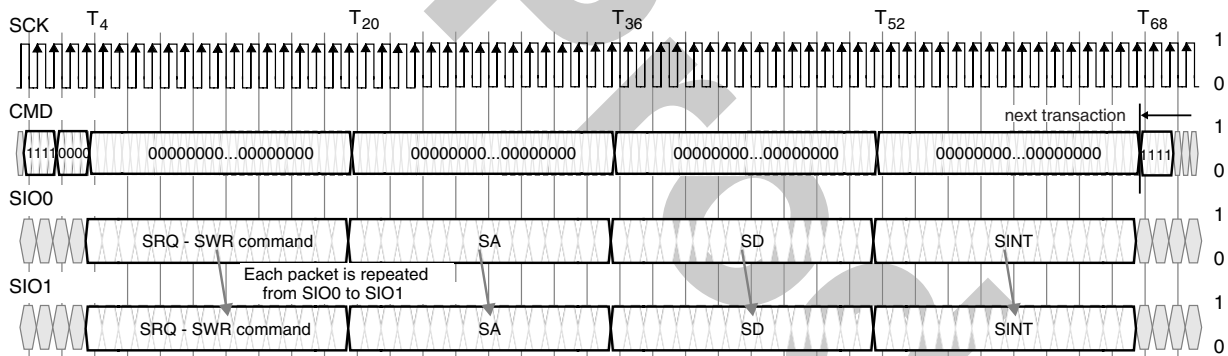 SCK T4 T20 T36 T52 T68
1
0
CMD
next transaction
1
1111 0000 00000000...00000000 00000000...00000000 00000000...00000000 00000000...00000000 1111
0
SIO0
1
SRQ - SWR command SA SD SINT
0
Each packet is repeated
from SIO0 to SIO1
SIO1
1
SRQ - SWR command SA SD SINT
0